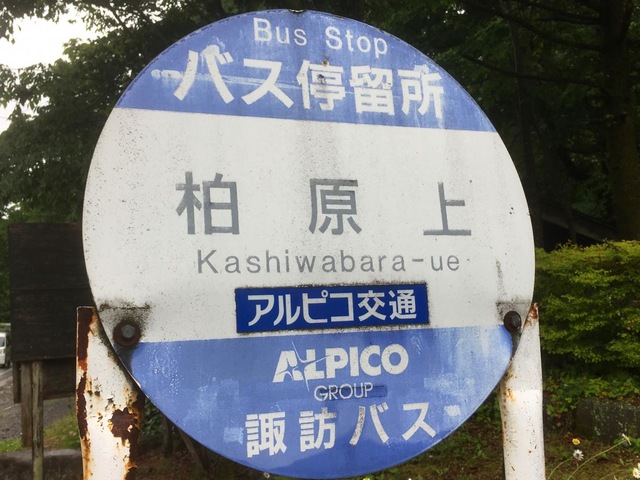 Bus Stop
バス停留所
柏原上
Kashiwabara-ue
アルピコ交通
ALPICO
GROUP
諏訪バス